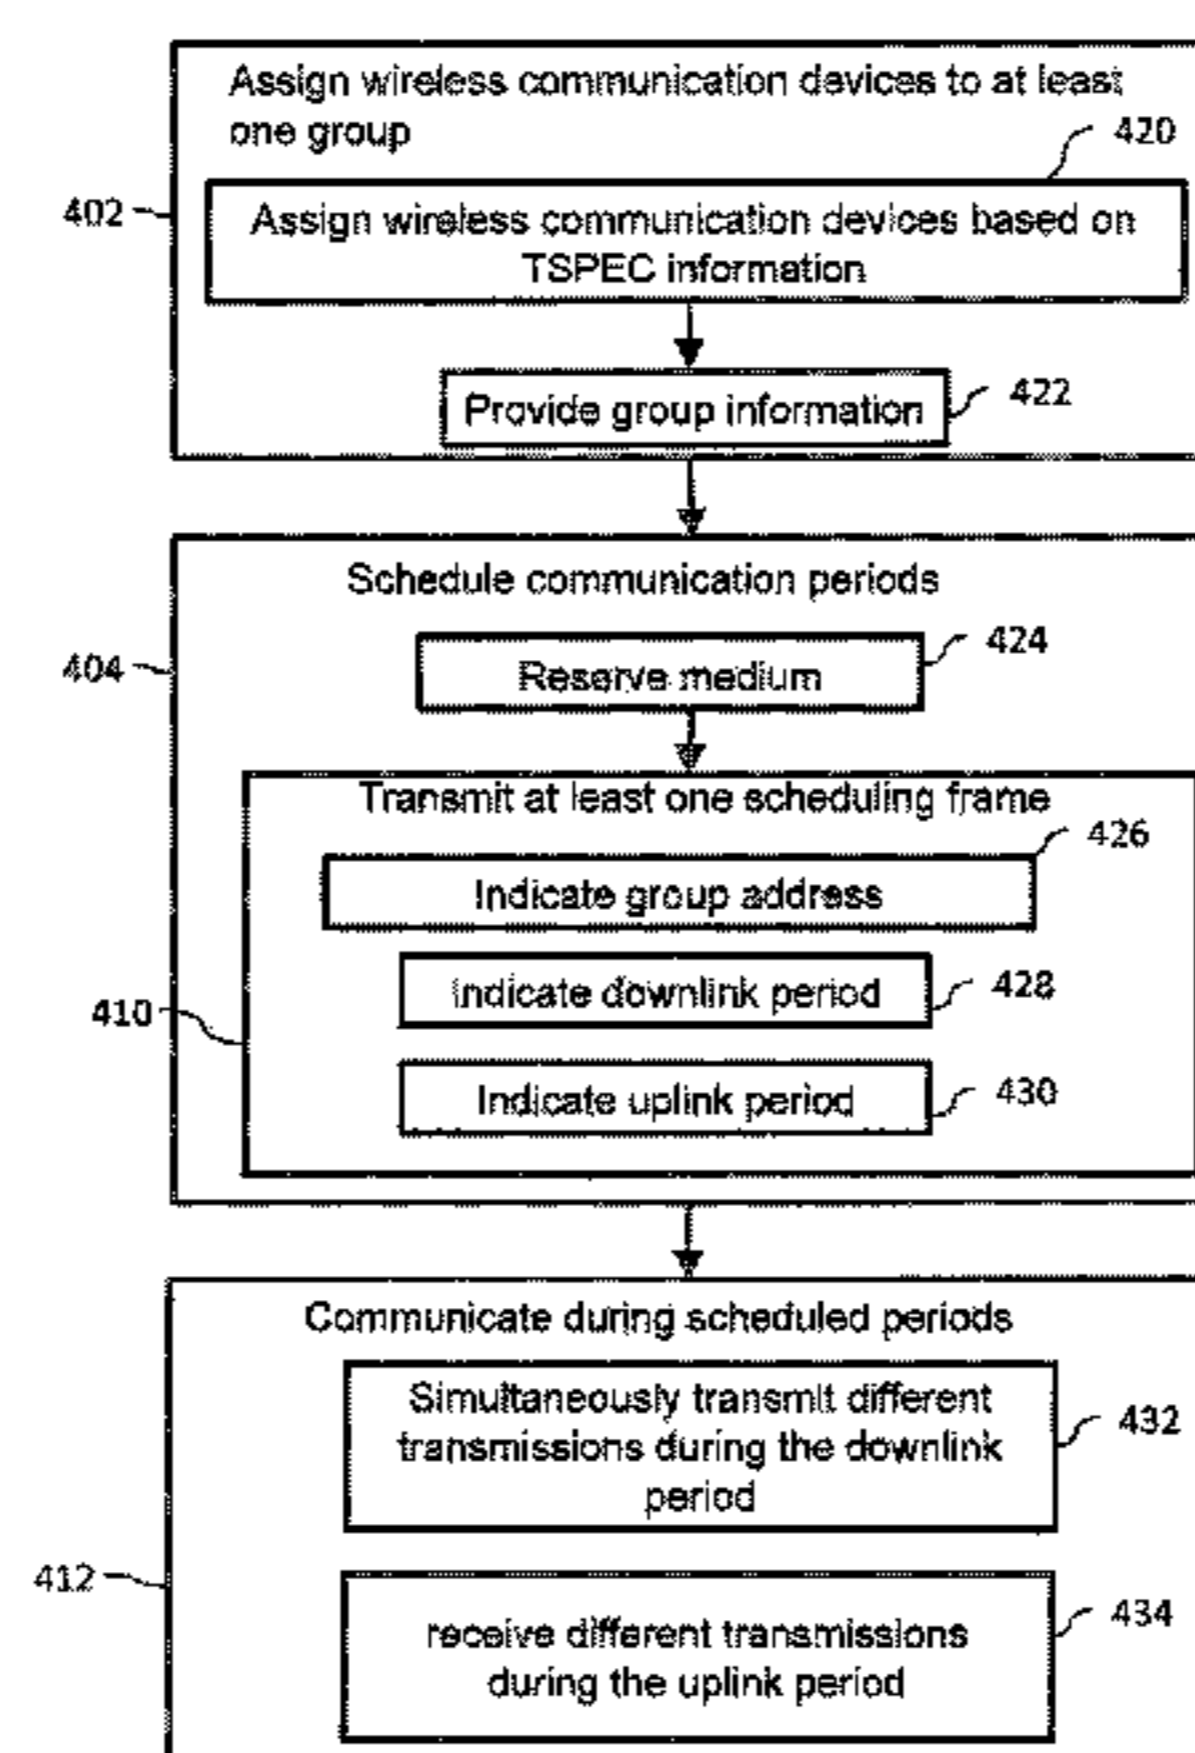 Assign wireless communication devices to at least
one group
420
402
Assign wireless communication devices based on
TSPEC information
Provide group information
422
Schedule communication periods
404
Reserve medium
424
Transmit at least one scheduling frame
426
Indicate group address
410
Indicate downlink period
428
Indicate uplink period
430
Communicate during scheduled periods
Simultaneously transmit different
transmissions during the downlink
period
432
412
receive different transmissions
during the uplink period
434